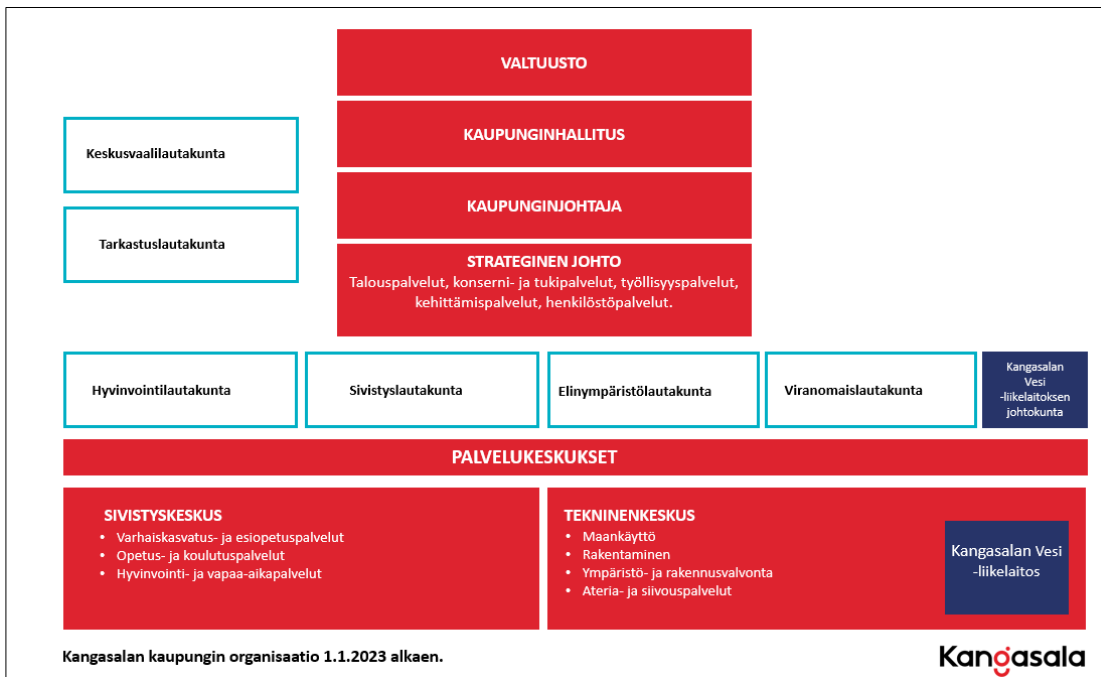 VALTUUSTO
KAUPUNGINHALLITUS
Keskusvaalilautakunta
KAUPUNGINJOHTAJA
Tarkastuslautakunta
STRATEGINEN JOHTO
Talouspalvelut, konserni- ja tukipalvelut, työllisyyspalvelut,
kehittämispalvelut, henkilöstöpalvelut.
Hyvinvointilautakunta
Sivistyslautakunta
Elinympäristölautakunta
Viranomaislautakunta
Kangasalan
Vesi
-liikelaitoksen
johtokunta
PALVELUKESKUKSET
SIVISTYSKESKUS
• Varhaiskasvatus- ja esiopetuspalvelut
• Opetus- ja koulutuspalvelut
• Hyvinvointi- ja vapaa-aikapalvelut
TEKNINENKESKUS
• Maankäyttö
• Rakentaminen
• Ympäristö- ja rakennusvalvonta
• Ateria- ja siivouspalvelut
Kangasalan Vesi
-liikelaitos
Kangasalan kaupungin organisaatio 1.1.2023 alkaen.
Kangasala